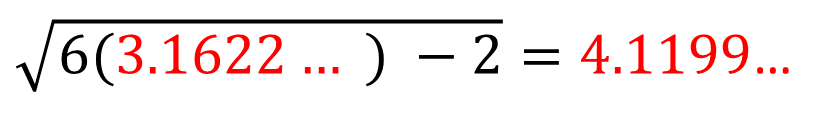 √6(3.1622 ... ) − 2 = 4.1199...